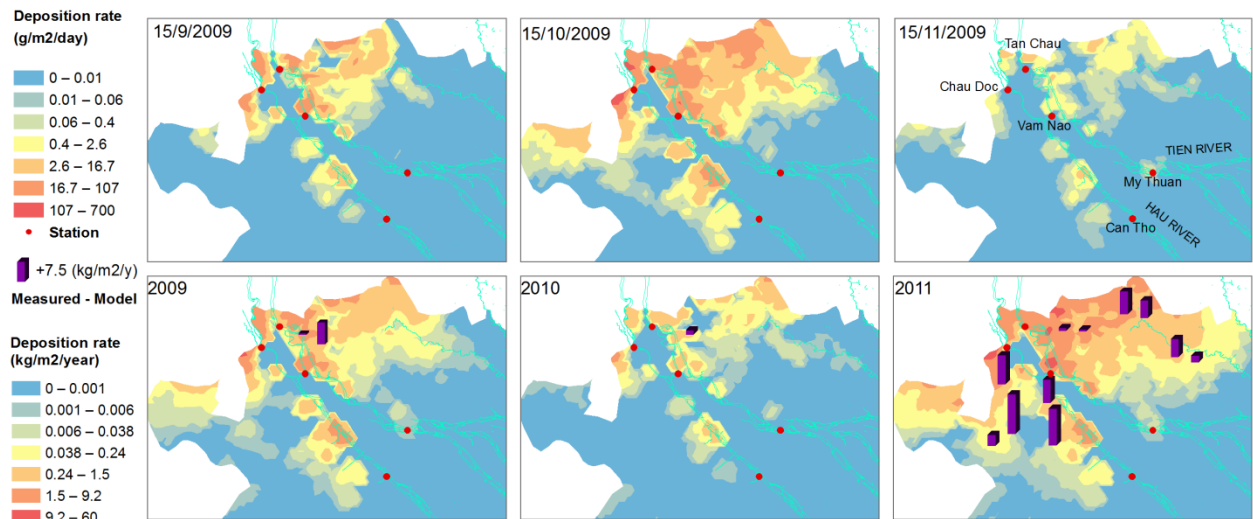 Deposition rate
(g/m2/day)
0 – 0.01
0.01 – 0.06
0.06 – 0.4
0.4 – 2.6
2.6 – 16.7
16.7 – 107
107 – 700
Station
+7.5 (kg/m2/y)
Measured - Model
Deposition rate
(kg/m2/year)
0 – 0.001
0.001 – 0.006
0.006 – 0.038
0.038 – 0.24
0.24 – 1.5
1.5 – 9.2
9.2 – 60
15/9/2009
15/10/2009
15/11/2009
Tan Chau
Chau Doc
Vam Nao
TIEN RIVER
My Thuan
HAU RIVER
Can Tho
2009
2010
2011